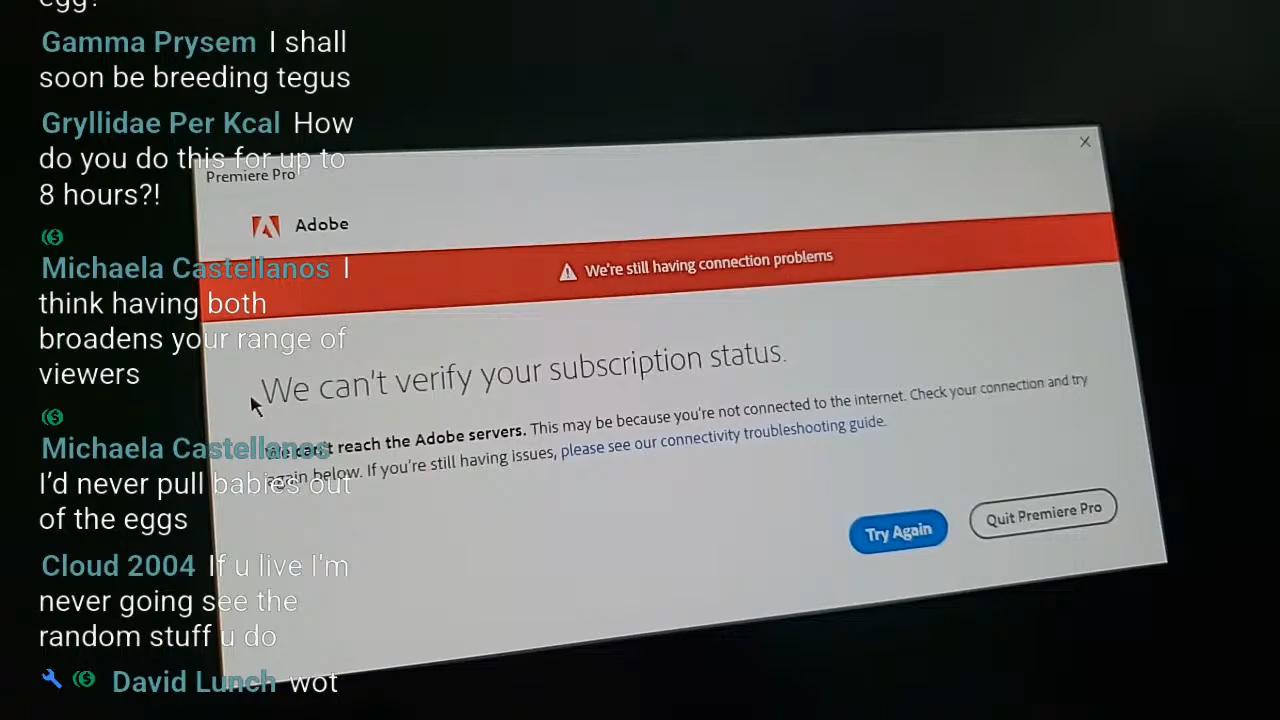 egg?
Gamma Prysem I shall
soon be breeding tegus
Gryllidae Per Kcal How
do you do this for up to
8 hours?!
Michaela Castellanos I
think having both
broadens your range of
viewers
Michaela Castellanos
I'd never pull babies out
of the eggs
Cloud 2004 If u live I'm
never going see the
random stuff u do
David Lunch wot
Premiere Pro
Adobe
We're still having connection problems
We can't verify your subscription status.
We can't reach the Adobe servers. This may be because you're not connected to the internet. Check your connection and try
again below. If you're still having issues, please see our connectivity troubleshooting guide.
Try Again
Quit Premiere Pro